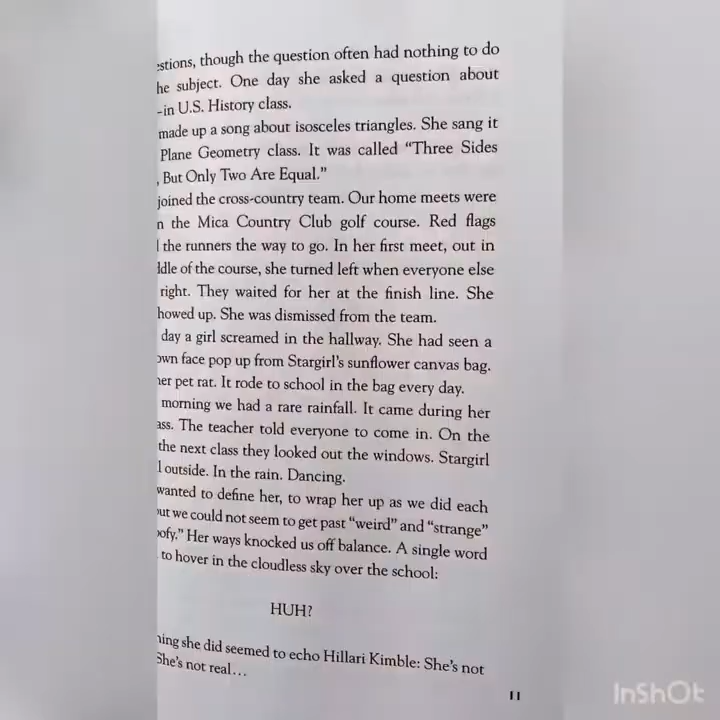 though the question often had nothing to do
he subject. One day she asked a question about
-in U.S. History class.
made up a song about isosceles triangles. She sang it
Plane Geometry class. It was called “Three Sides
, But Only Two Are Equal.”
joined the cross-country team. Our home meets were
n the Mica Country Club golf course. Red flags
the runners the way to go. In her first meet, out in
of the course, she turned left when everyone else
right. They waited for her at the finish line. She
howed up. She was dismissed from the team.
day a girl screamed in the hallway. She had seen a
face pop up from Stargirl’s sunflower canvas bag.
her pet rat. It rode to school in the bag every day.
morning we had a rare rainfall. It came during her
The teacher told everyone to come in. On the
the next class they looked out the windows. Stargirl
outside. In the rain. Dancing.
wanted to define her, to wrap her up as we did each
we could not seem to get past “weird” and “strange”
Her ways knocked us off balance. A single word
to hover in the cloudless sky over the school:
HUH?
she did seemed to echo Hillari Kimble: She’s not
She’s not real…
11
InShOt